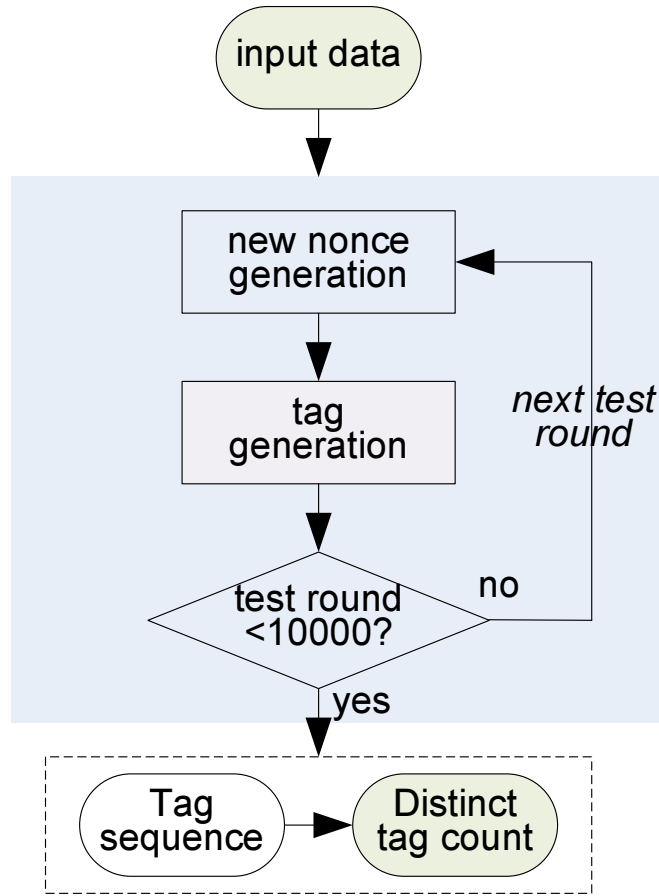 input data
new nonce
generation
tag
generation
next test
round
test round
<10000?
no
yes
Tag
sequence
Distinct
tag count